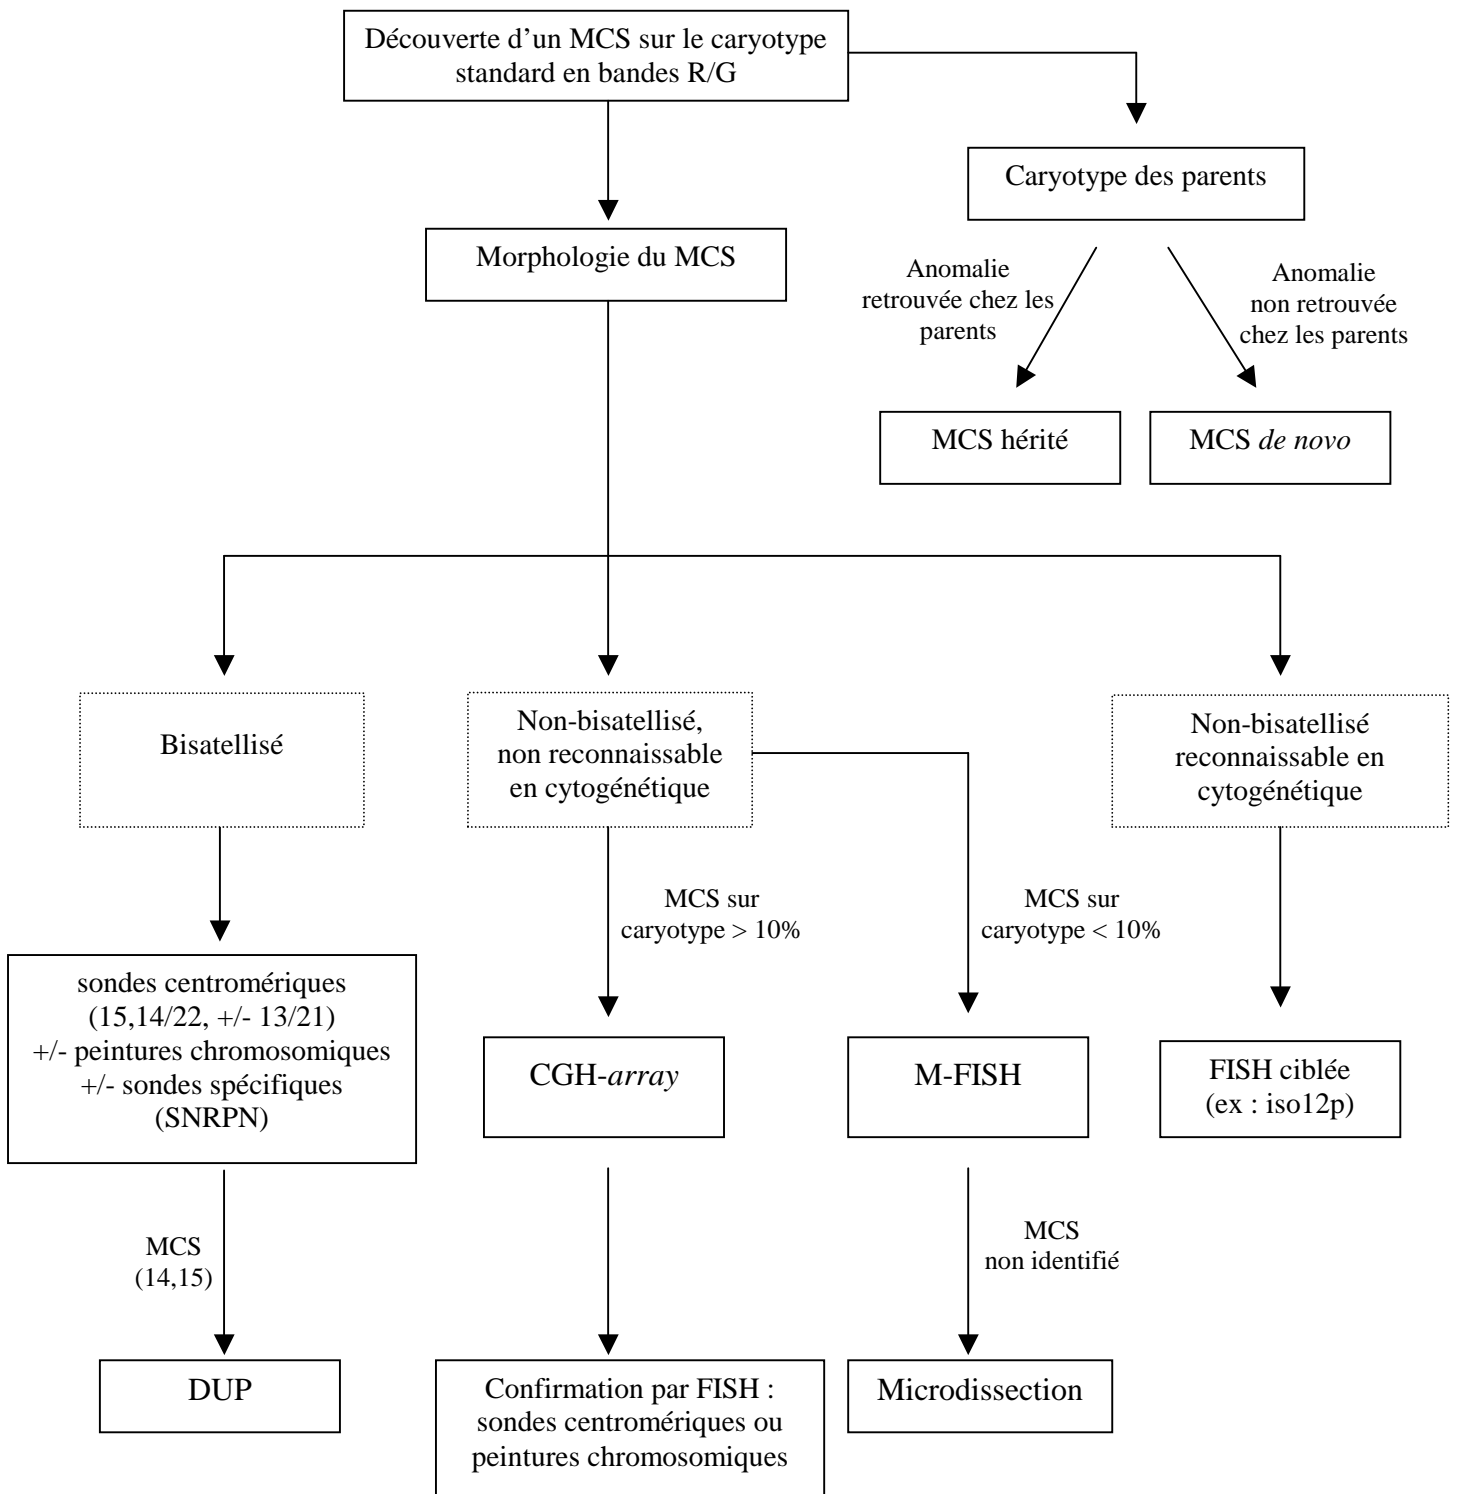 Découverte d’un MCS sur le caryotype
standard en bandes R/G
Caryotype des parents
Morphologie du MCS
Anomalie
retrouvée chez les
parents
Anomalie
non retrouvée
chez les parents
MCS hérité
MCS de novo
Bisatellisé
Non-bisatellisé,
non reconnaissable
en cytogénétique
Non-bisatellisé
reconnaissable en
cytogénétique
MCS sur
caryotype > 10%
MCS sur
caryotype < 10%
sondes centromériques
(15,14/22, +/- 13/21)
+/- peintures chromosomiques
+/- sondes spécifiques
(SNRPN)
CGH-array
M-FISH
FISH ciblée
(ex : iso12p)
MCS
(14,15)
MCS
non identifié
DUP
Confirmation par FISH :
sondes centromériques ou
peintures chromosomiques
Microdissection